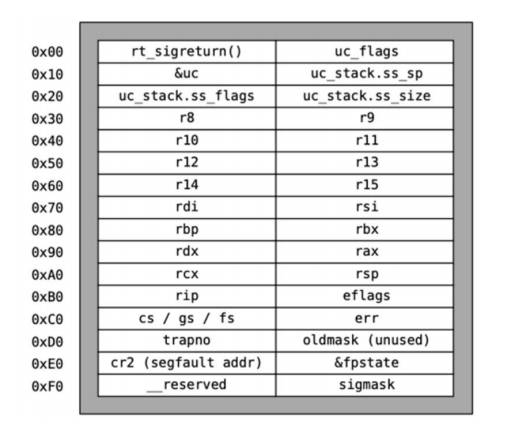 0x00 rt_sigreturn() uc_flags
0x10 &uc uc_stack.ss_sp
0x20 uc_stack.ss_flags uc_stack.ss_size
0x30 r8 r9
0x40 r10 r11
0x50 r12 r13
0x60 r14 r15
0x70 rdi rsi
0x80 rbp rbx
0x90 rdx rax
0xA0 rcx rsp
0xB0 rip eflags
0xC0 cs / gs / fs err
0xD0 trapno oldmask (unused)
0xE0 cr2 (segfault addr) &fpstate
0xF0 __reserved sigmask